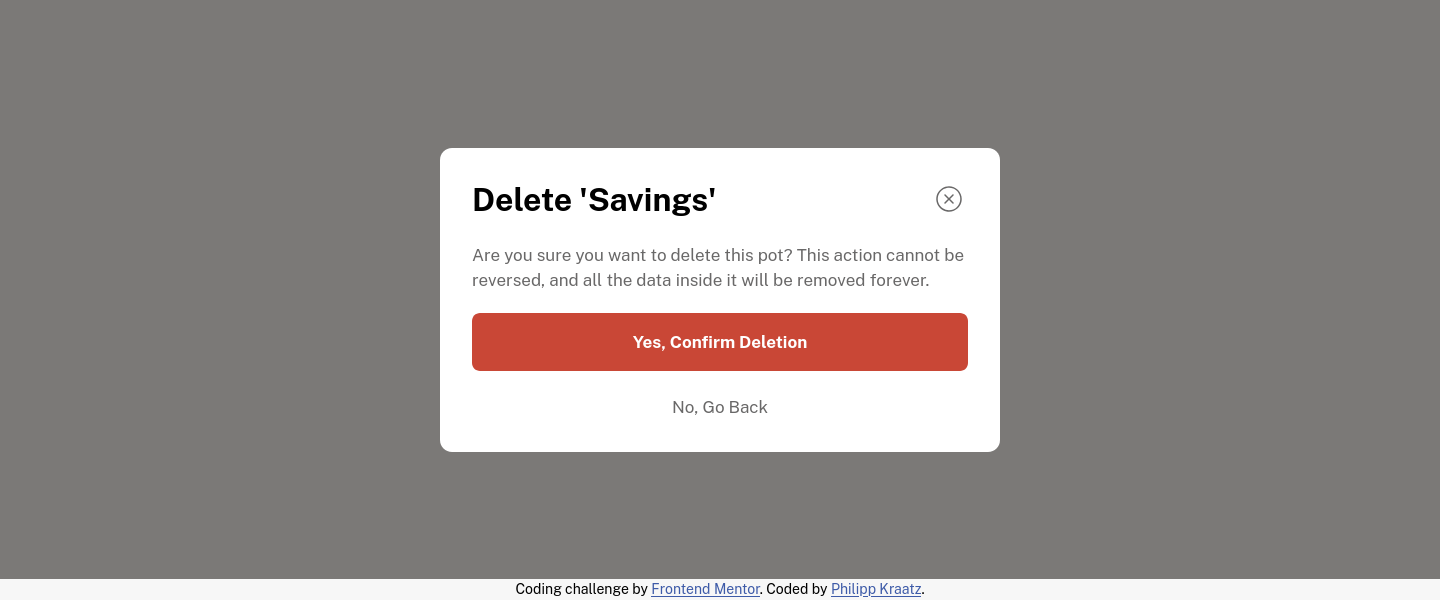 Delete 'Savings'
Are you sure you want to delete this pot? This action cannot be
reversed, and all the data inside it will be removed forever.
Yes, Confirm Deletion
No, Go Back
Coding challenge by Frontend Mentor. Coded by Philipp Kraatz.